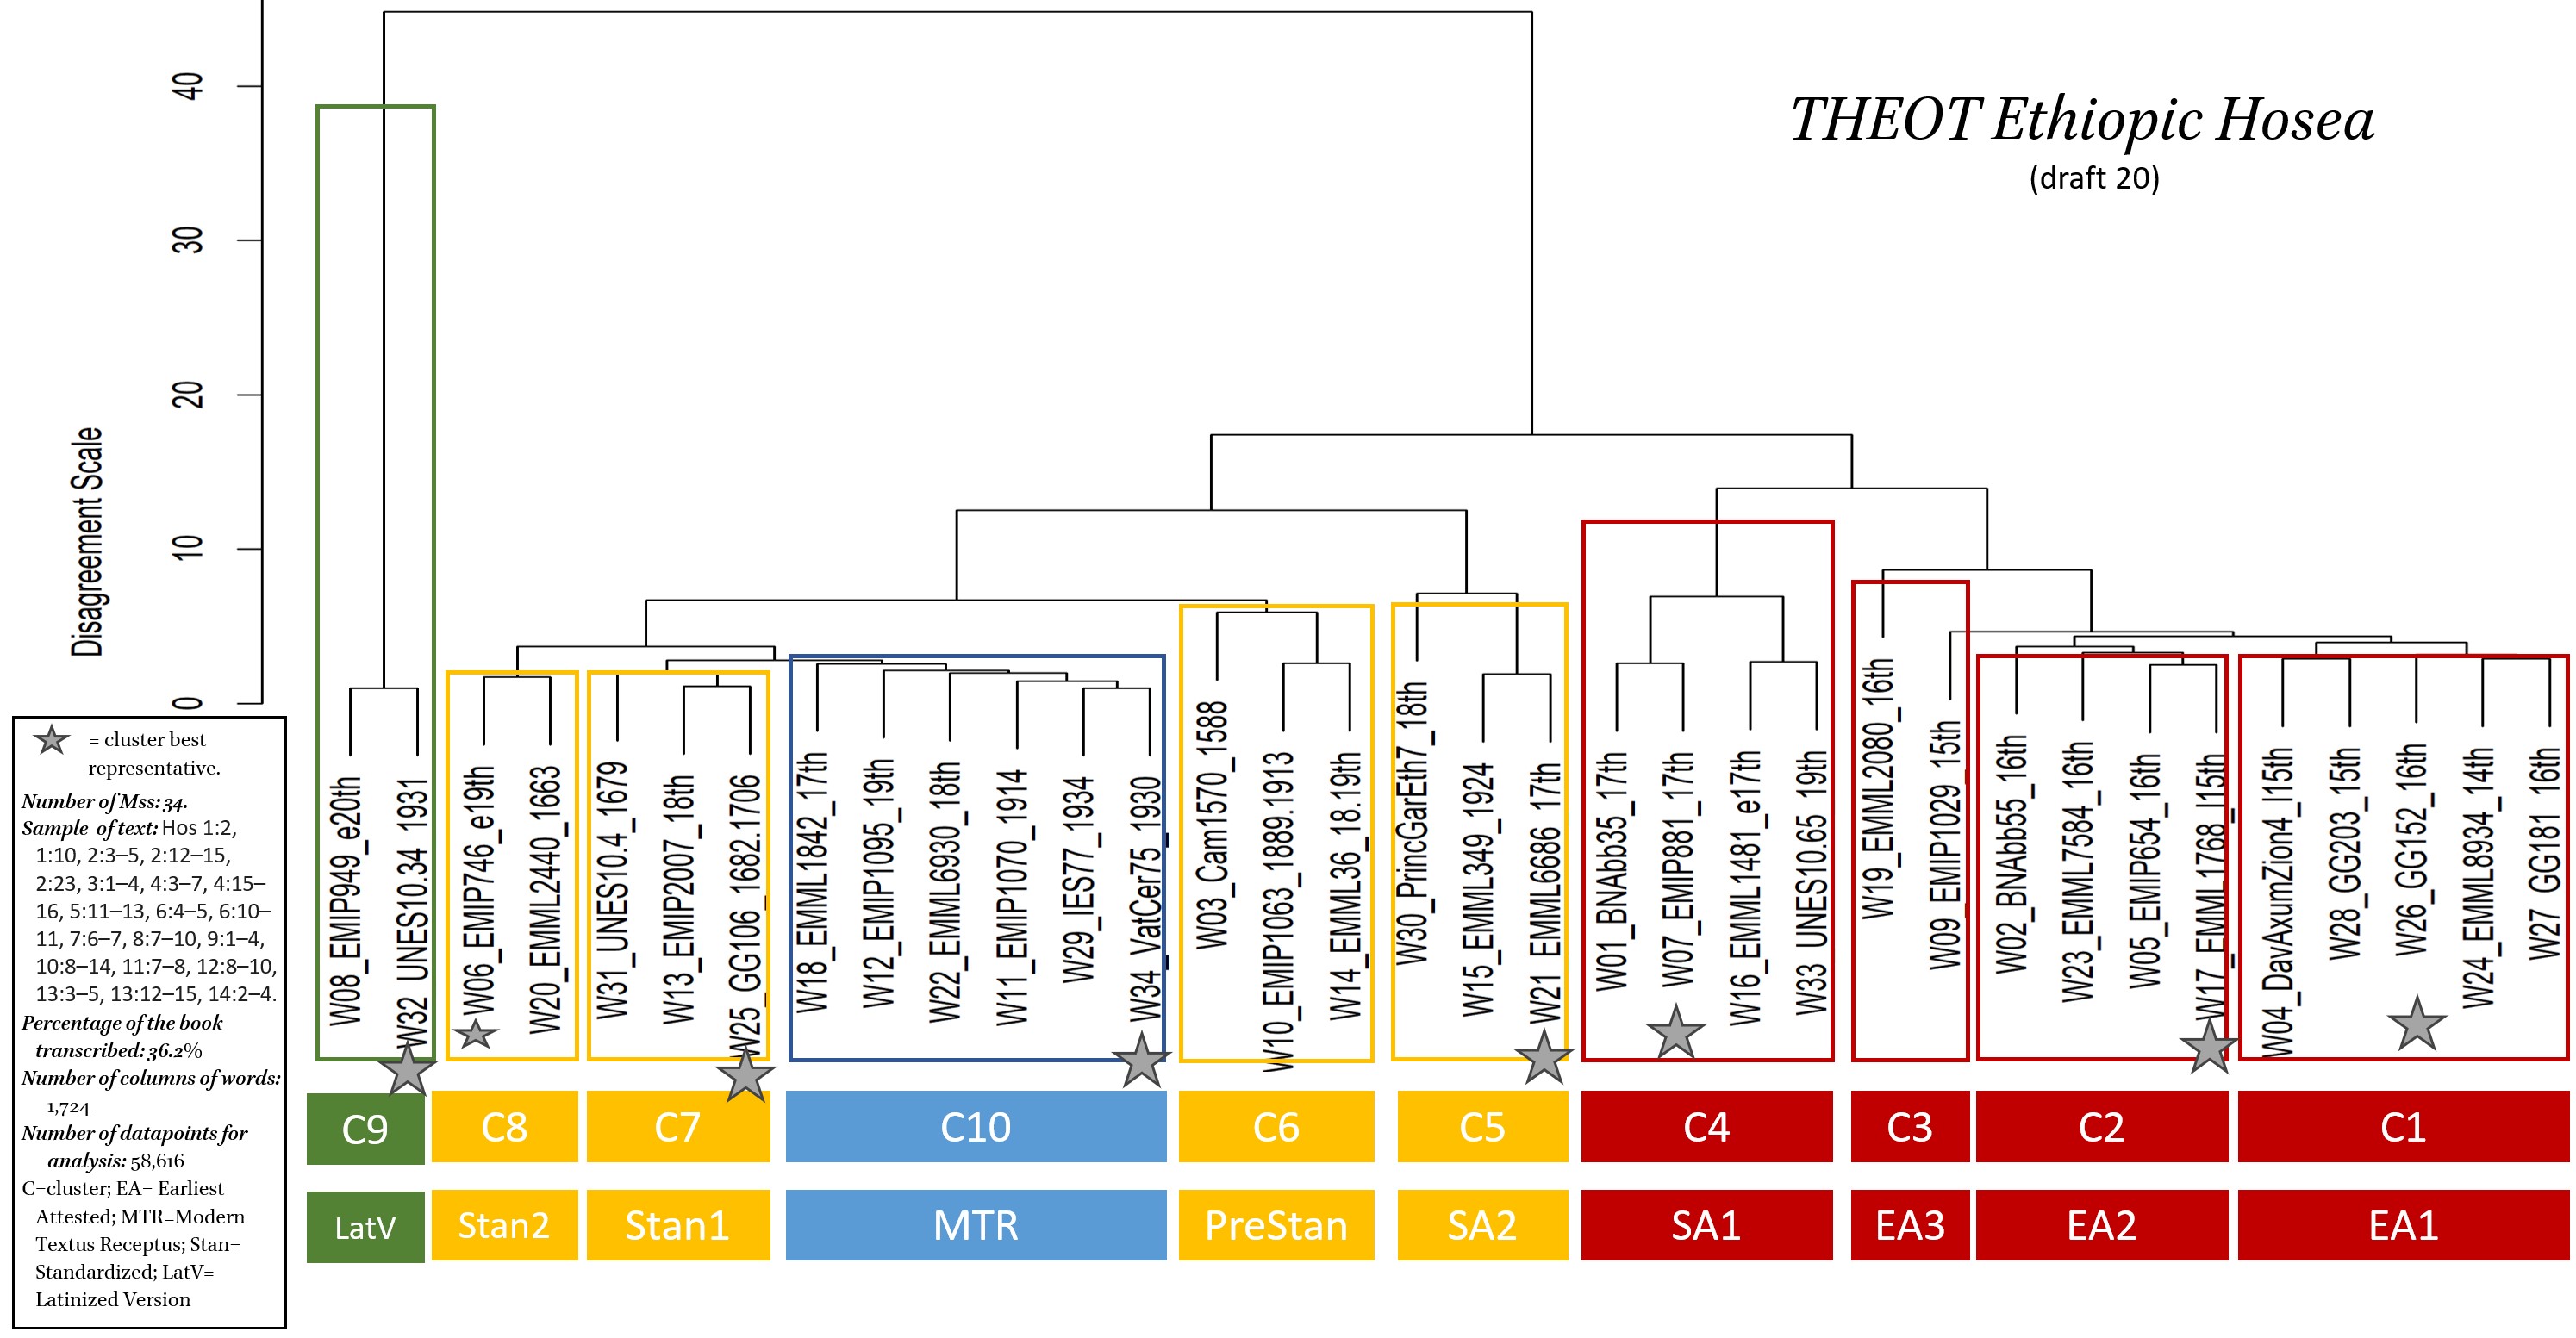 THEOT Ethiopic Hosea
(draft 20)
40
30
20
10
0
Disagreement Scale
= cluster best
representative.
Number of Mss: 34.
Sample of text: Hos 1:2,
1:10, 2:3–5, 2:12–15,
2:23, 3:1–4, 4:3–7, 4:15–
16, 5:11–13, 6:4–5, 6:10–
11, 7:6–7, 8:7–10, 9:1–4,
10:8–14, 11:7–8, 12:8–10,
13:3–5, 13:12–15, 14:2–4.
Percentage of the book
transcribed: 36.2%
Number of columns of words:
1,724
Number of datapoints for
analysis: 58,616
C=cluster; EA= Earliest
Attested; MTR=Modern
Textus Receptus; Stan=
Standardized; LatV=
Latinized Version
W08_EMIP949_e20th
W32_UNES10.34_1931
W06_EMIP746_e19th
W20_EMML2440_1663
W31_UNES10.4_1679
W13_EMIP2007_18th
W25_GG106_1682.1706
W18_EMML1842_17th
W12_EMIP1095_19th
W22_EMML6930_18th
W11_EMIP1070_1914
W29_IES77_1934
W34_VatCer75_1930
W03_Cam1570_1588
W10_EMIP1063_1889.1913
W14_EMML36_18.19th
W30_PrincGarEth7_18th
W15_EMML349_1924
W21_EMML6686_17th
W01_BNAbb35_17th
W07_EMIP881_17th
W16_EMML1481_e17th
W33_UNES10.65_19th
W19_EMML2080_16th
W09_EMIP1029_15th
W02_BNAbb55_16th
W23_EMML7584_16th
W05_EMIP654_16th
W17_EMML1768_l15th
W04_DavAxumZion4_l15th
W28_GG203_15th
W26_GG152_16th
W24_EMML8934_14th
W27_GG181_16th
C9 C8 C7 C10 C6 C5 C4 C3 C2 C1
LatV Stan2 Stan1 MTR PreStan SA2 SA1 EA3 EA2 EA1